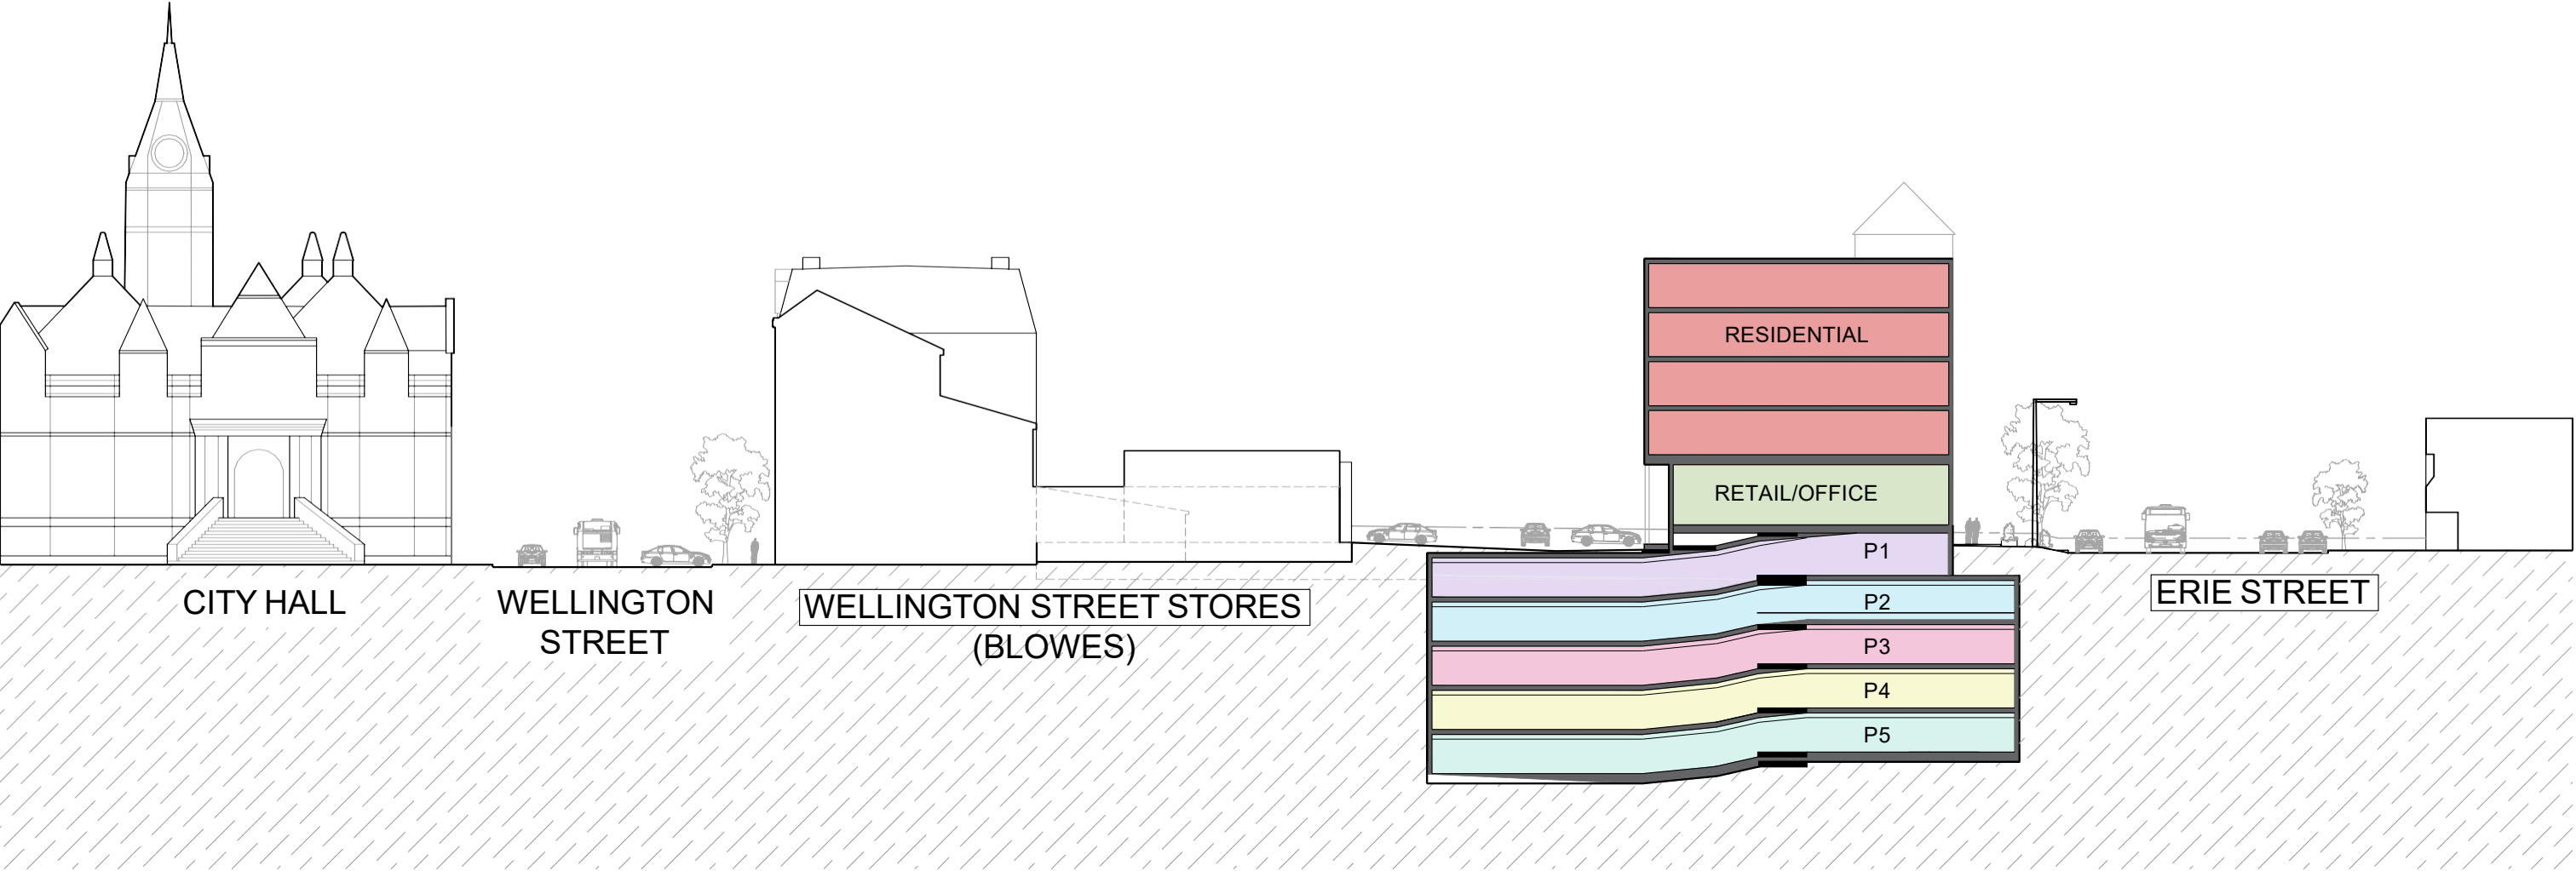 RESIDENTIAL
RETAIL/OFFICE
P1
P2
P3
P4
P5
CITY HALL
WELLINGTON
STREET
WELLINGTON STREET STORES
(BLOWES)
ERIE STREET